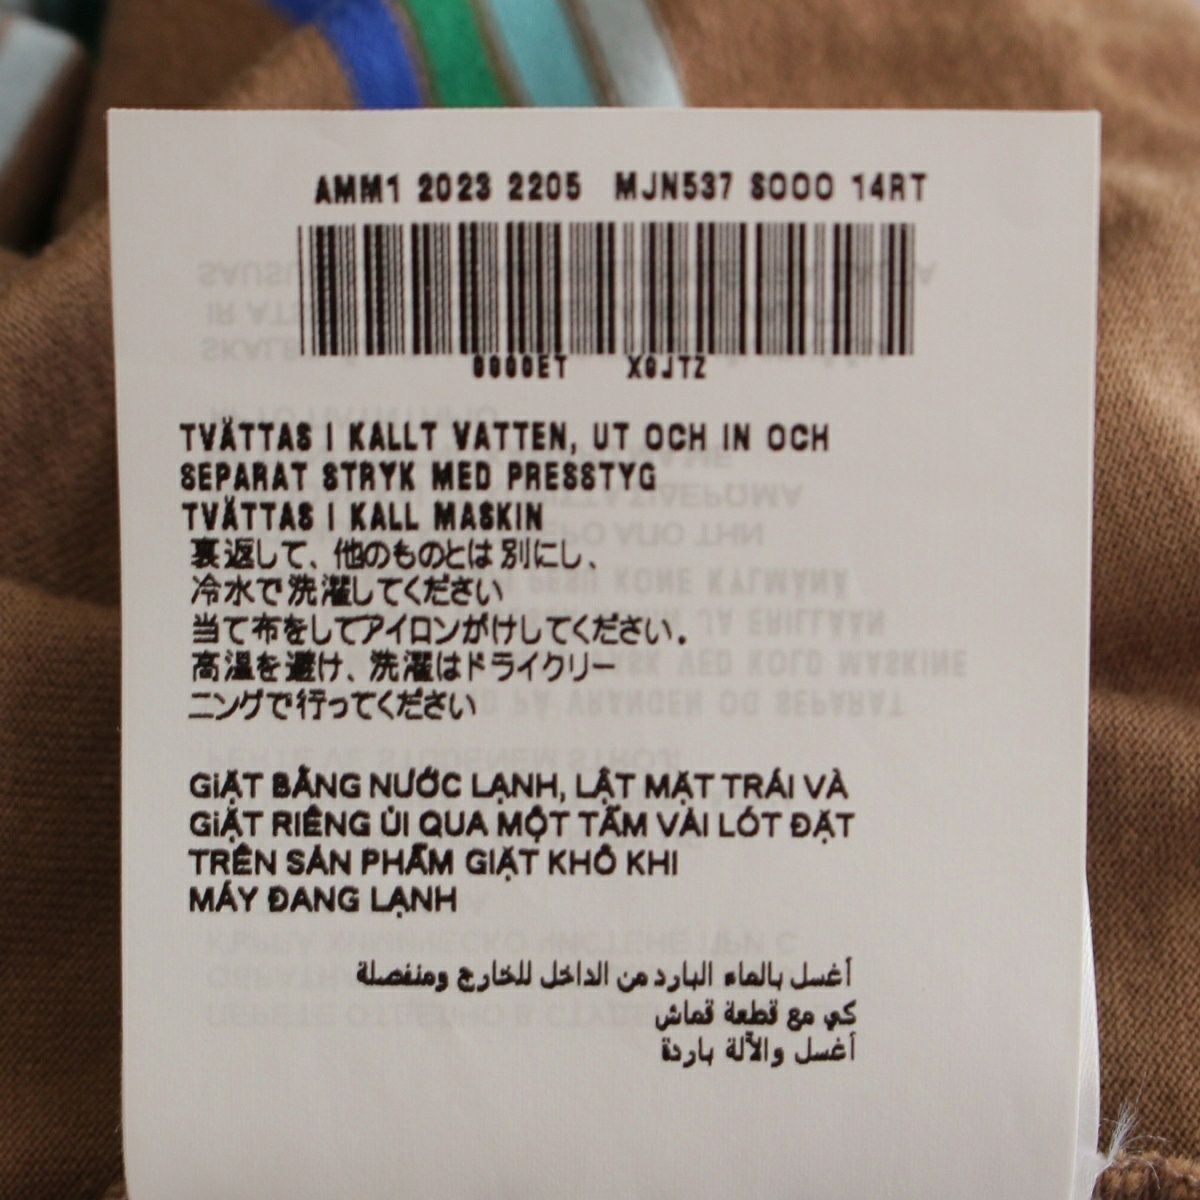 AMM1 2023 2205 MJN537 S000 14RT
0000ET X0JTZ
TVÄTTAS I KALLT VATTEN, UT OCH IN OCH
SEPARAT STRYK MED PRESSTYG
TVÄTTAS I KALL MASKIN
裏返して、他のものとは別にし、
冷水で洗濯してください
当て布をしてアイロンがけしてください。
高温を避け、洗濯はドライクリー
ニングで行ってください
GIẶT BẰNG NƯỚC LẠNH, LẬT MẶT TRÁI VÀ
GIẶT RIÊNG ỦI QUA MỘT TẤM VẢI LÓT ĐẶT
TRÊN SẢN PHẨM GIẶT KHÔ KHI
MÁY ĐANG LẠNH
أغسل بالماء البارد من الداخل للخارج ومنفصلة
كي مع قطعة قماش
أغسل والآلة باردة